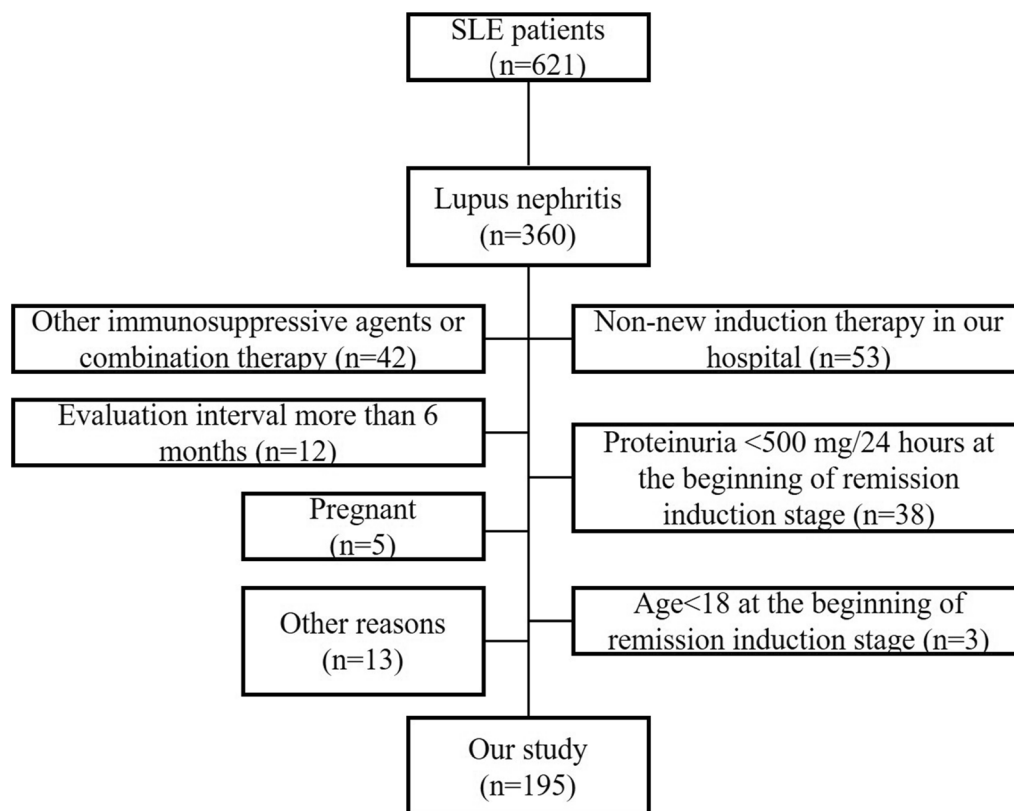 SLE patients
（n=621)
Lupus nephritis
(n=360)
Other immunosuppressive agents or
combination therapy (n=42)
Non-new induction therapy in our
hospital (n=53)
Evaluation interval more than 6
months (n=12)
Proteinuria <500 mg/24 hours at
the beginning of remission
induction stage (n=38)
Pregnant
(n=5)
Other reasons
(n=13)
Age<18 at the beginning of
remission induction stage (n=3)
Our study
(n=195)